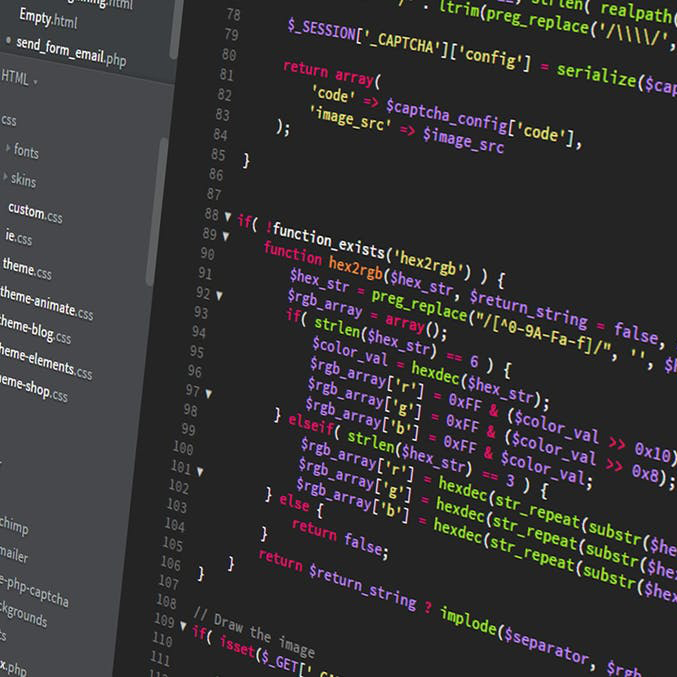 .html
Empty.html
send_form_email.php
HTML
css
fonts
skins
custom.css
ie.css
theme.css
theme-animate.css
theme-blog.css
heme-elements.css
eme-shop.css
chimp
mailer
e-php-captcha
ckgrounds
ts
x.php
78 . ltrim(preg_replace('/\\\\/',
79
80 $_SESSION['_CAPTCHA']['config'] = serialize($cap
81
82 return array(
83 'code' => $captcha_config['code'],
84 'image_src' => $image_src
85 );
86 }
87
88
89 if( !function_exists('hex2rgb') ) {
90 function hex2rgb($hex_str, $return_string = false,
91 $hex_str = preg_replace("/[^0-9A-Fa-f]/", '', $h
92 $rgb_array = array();
93 if( strlen($hex_str) == 6 ) {
94 $color_val = hexdec($hex_str);
95 $rgb_array['r'] = 0xFF & ($color_val >> 0x10)
96 $rgb_array['g'] = 0xFF & ($color_val >> 0x8);
97 $rgb_array['b'] = 0xFF & $color_val;
98 } elseif( strlen($hex_str) == 3 ) {
99 $rgb_array['r'] = hexdec(str_repeat(substr($he
100 $rgb_array['g'] = hexdec(str_repeat(substr($he
101 $rgb_array['b'] = hexdec(str_repeat(substr($hex
102 } else {
103 return false;
104 }
105 return $return_string ? implode($separator, $rgb
106 }
107 }
108
109 // Draw the image
110 if( isset($_GET['
111